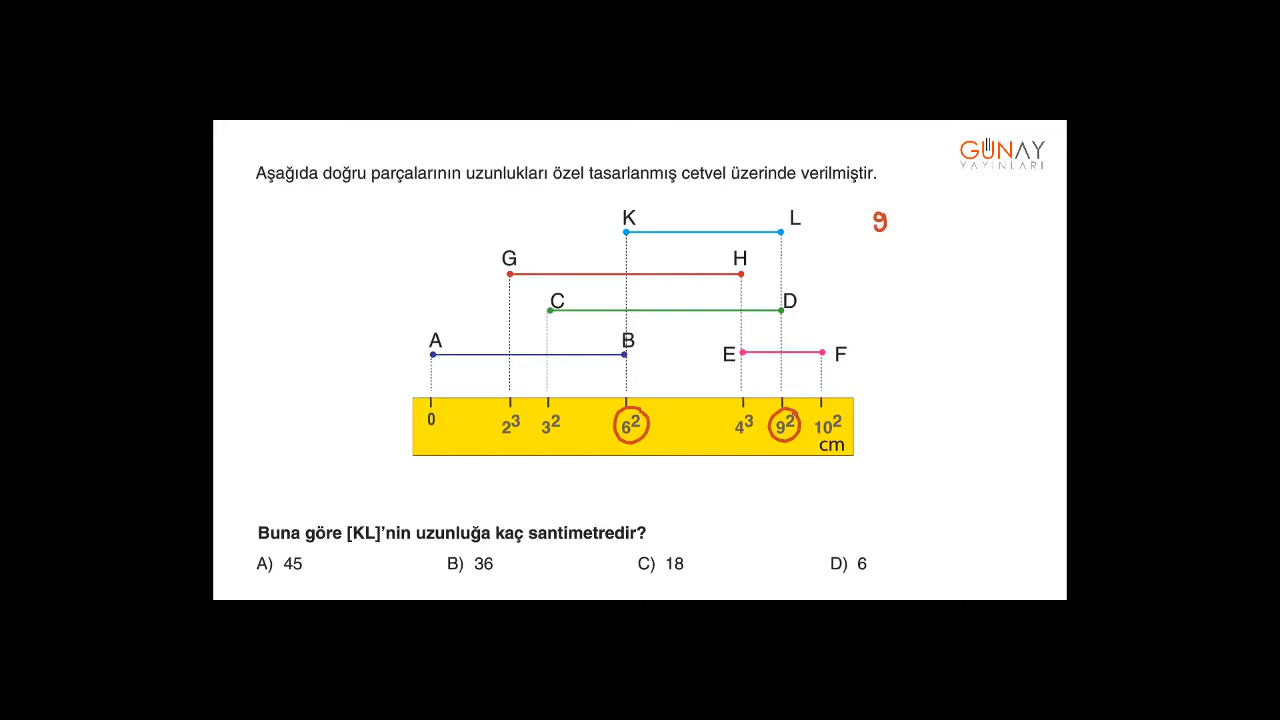 GÜNAY
YAYINLARI
Aşağıda doğru parçalarının uzunlukları özel tasarlanmış cetvel üzerinde verilmiştir.
K L 9
G H
C D
A B E F
0 2³ 3² 6² 4³ 9² 10²
cm
Buna göre [KL]’nin uzunluğa kaç santimetredir?
A) 45 B) 36 C) 18 D) 6